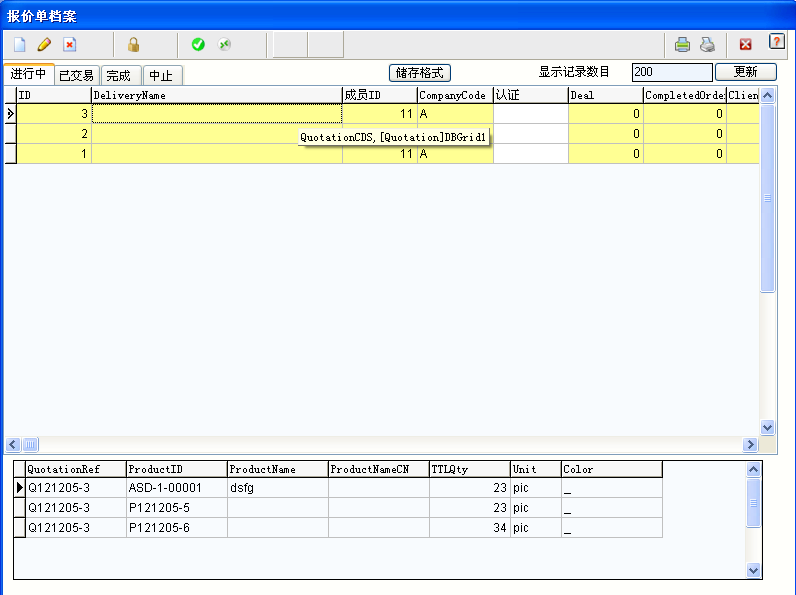 报价单档案
?
进行中 已交易 完成 中止 储存格式 显示记录数目 200 更新
ID DeliveryName 成员ID CompanyCode 认证 Deal CompletedOrde Clien
3 11 A 0 0
2 0 0
QuotationCDS,[Quotation]DBGrid1
1 11 A 0 0
QuotationRef ProductID ProductName ProductNameCN TTLQty Unit Color
Q121205-3 ASD-1-00001 dsfg 23 pic _
Q121205-3 P121205-5 23 pic _
Q121205-3 P121205-6 34 pic _